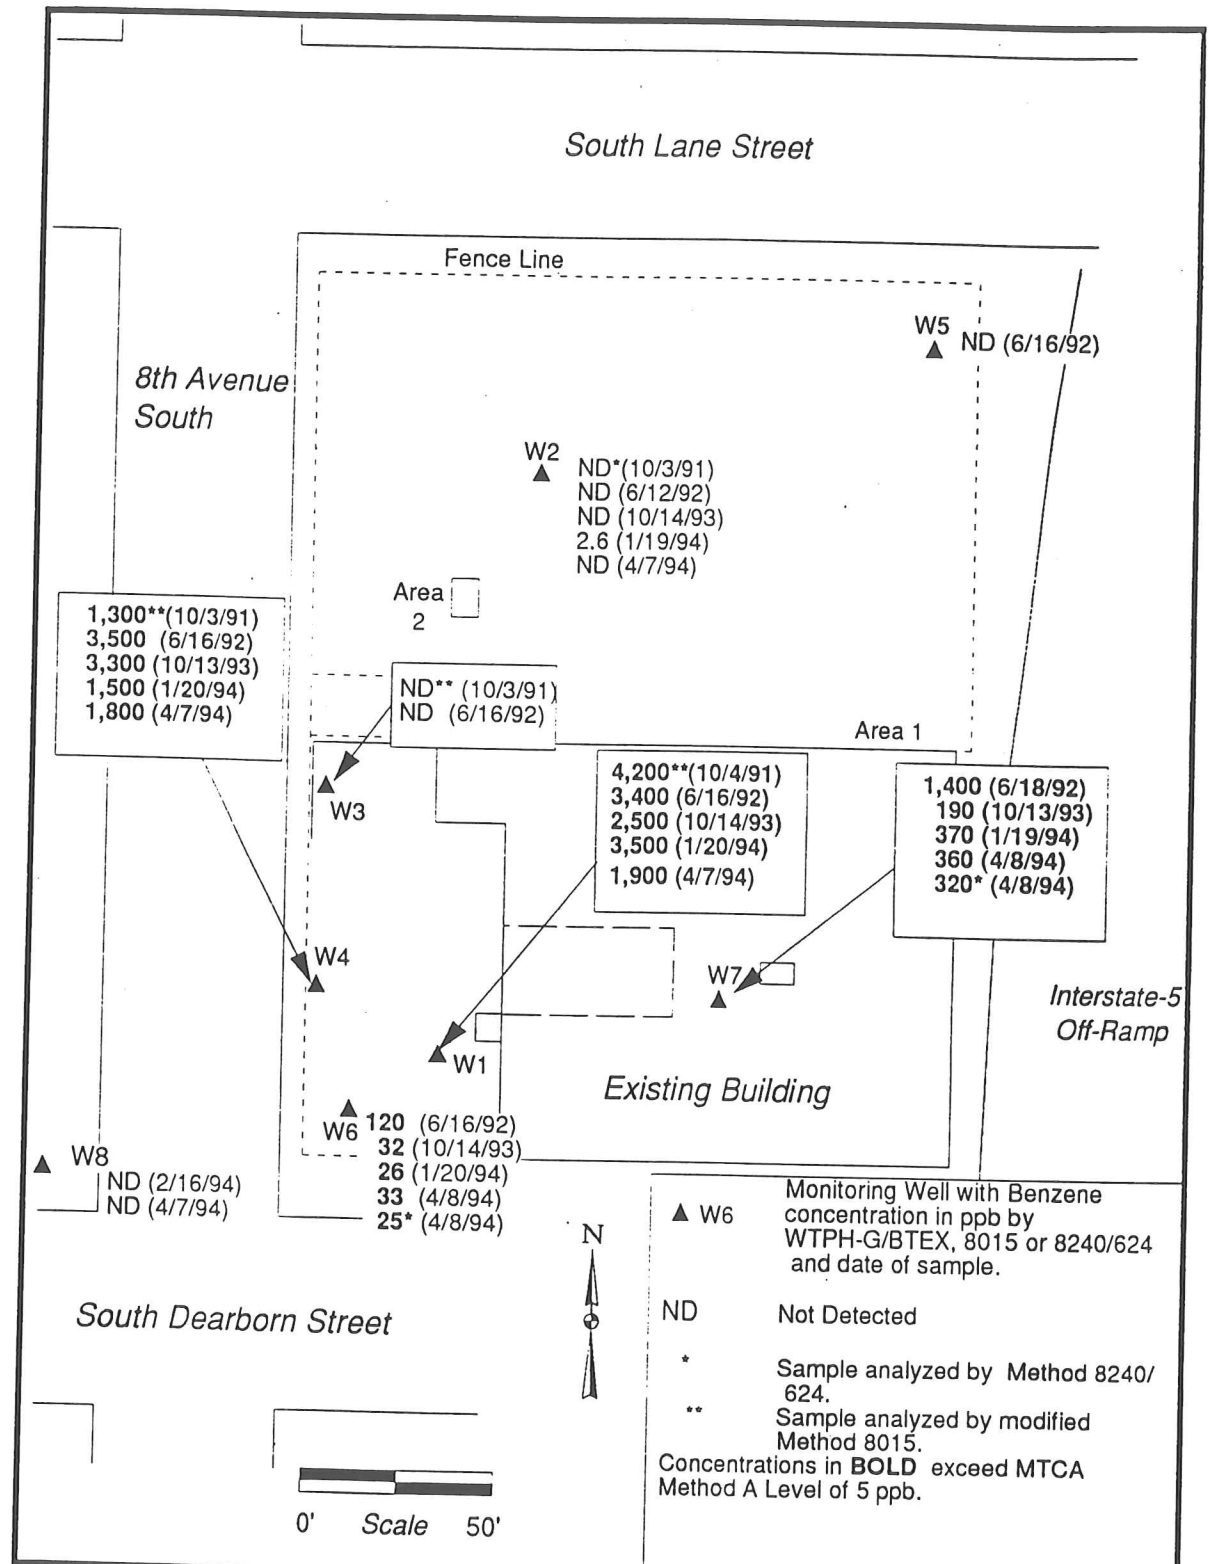 South Lane Street
Fence Line
W5
ND (6/16/92)
8th Avenue
South
W2
ND*(10/3/91)
ND (6/12/92)
ND (10/14/93)
2.6 (1/19/94)
ND (4/7/94)
Area
2
1,300**(10/3/91)
3,500 (6/16/92)
3,300 (10/13/93)
1,500 (1/20/94)
1,800 (4/7/94)
ND** (10/3/91)
ND (6/16/92)
Area 1
W3
4,200**(10/4/91)
3,400 (6/16/92)
2,500 (10/14/93)
3,500 (1/20/94)
1,900 (4/7/94)
1,400 (6/18/92)
190 (10/13/93)
370 (1/19/94)
360 (4/8/94)
320* (4/8/94)
W4
W7
Interstate-5
Off-Ramp
W1
Existing Building
W6
120 (6/16/92)
32 (10/14/93)
26 (1/20/94)
33 (4/8/94)
25* (4/8/94)
W8
ND (2/16/94)
ND (4/7/94)
N
South Dearborn Street
0' Scale 50'
W6 Monitoring Well with Benzene
concentration in ppb by
WTPH-G/BTEX, 8015 or 8240/624
and date of sample.
ND Not Detected
* Sample analyzed by Method 8240/
624.
** Sample analyzed by modified
Method 8015.
Concentrations in BOLD exceed MTCA
Method A Level of 5 ppb.